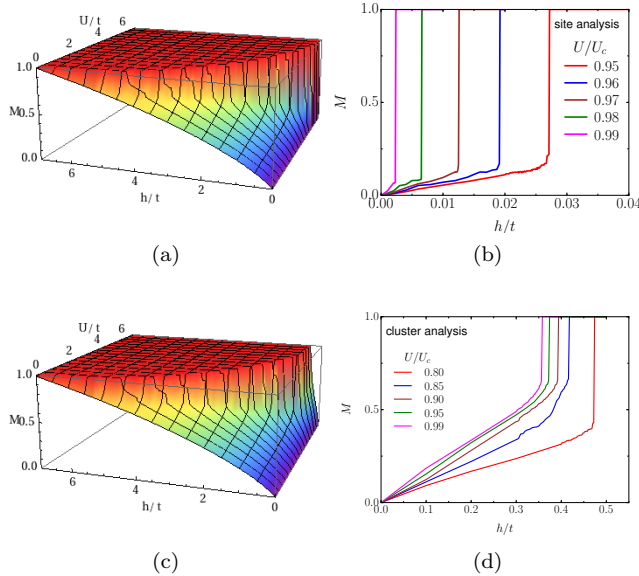 U/t
6
4
2
0
1.0
M 0.5
0.0
6
4
2
0
h/t
(a)
site analysis
U/U_c
0.95
0.96
0.97
0.98
0.99
1.0
0.5
0.0
M
0.00 0.01 0.02 0.03 0.04
h/t
(b)
U/t
6
4
2
0
1.0
M 0.5
0.0
6
4
2
0
h/t
(c)
cluster analysis
U/U_c
0.80
0.85
0.90
0.95
0.99
1.0
0.5
0.0
M
0.0 0.1 0.2 0.3 0.4 0.5
h/t
(d)